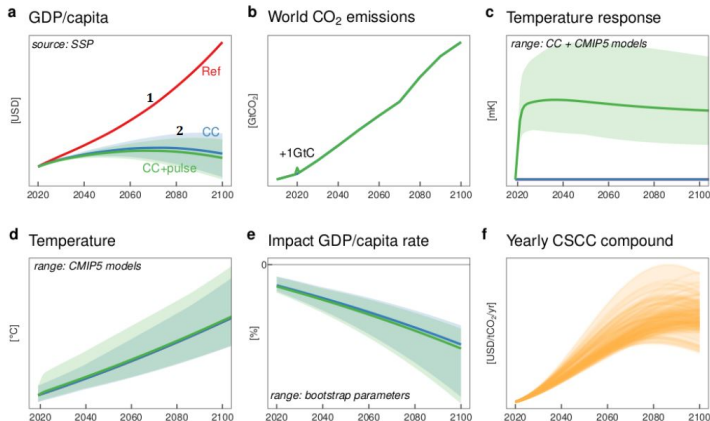 a GDP/capita
source: SSP
Ref
1
2
CC
CC+pulse
[USD]
2020 2040 2060 2080 2100
b World CO₂ emissions
+1GtC
[GtCO₂]
2020 2040 2060 2080 2100
c Temperature response
range: CC + CMIP5 models
[mK]
2020 2040 2060 2080 2100
d Temperature
range: CMIP5 models
[°C]
2020 2040 2060 2080 2100
e Impact GDP/capita rate
0
[%]
range: bootstrap parameters
2020 2040 2060 2080 2100
f Yearly CSCC compound
[USD/tCO₂/yr]
2020 2040 2060 2080 2100